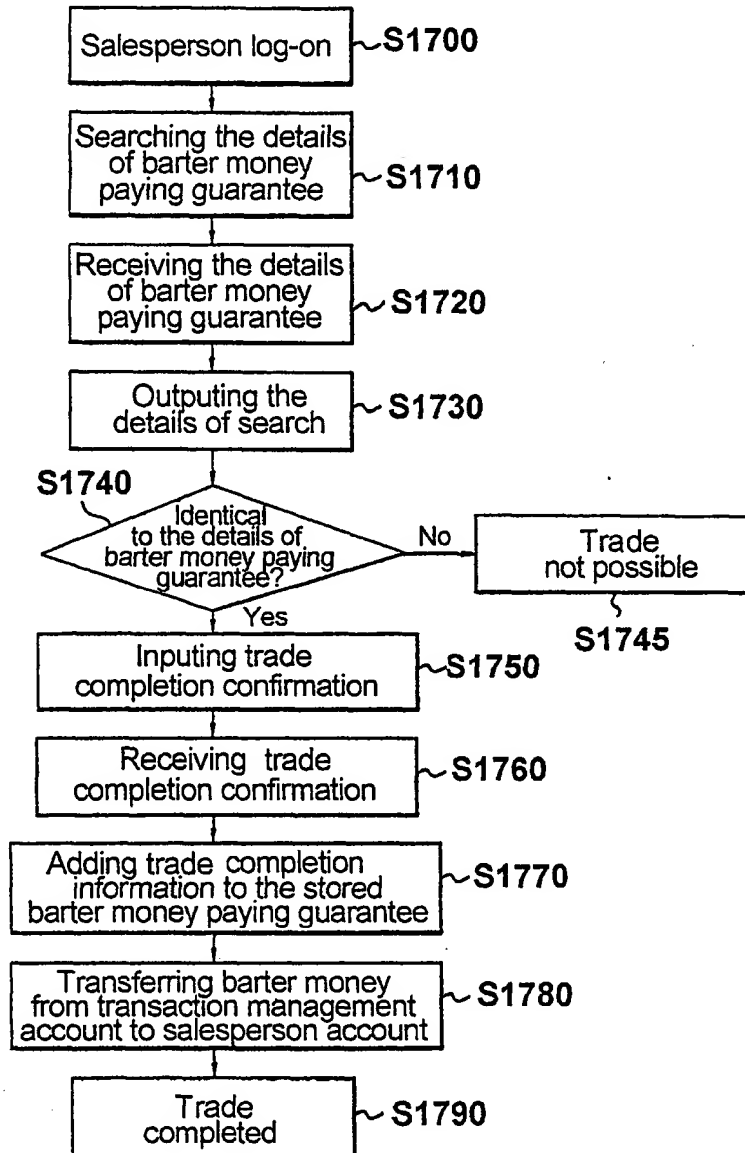 Salesperson log-on
S1700
Searching the details
of barter money
paying guarantee
S1710
Receiving the details
of barter money
paying guarantee
S1720
Outputing the
details of search
S1730
S1740
Identical
to the details of
barter money paying
guarantee?
No
Trade
not possible
S1745
Yes
Inputing trade
completion confirmation
S1750
Receiving trade
completion confirmation
S1760
Adding trade completion
information to the stored
barter money paying guarantee
S1770
Transferring barter money
from transaction management
account to salesperson account
S1780
Trade
completed
S1790